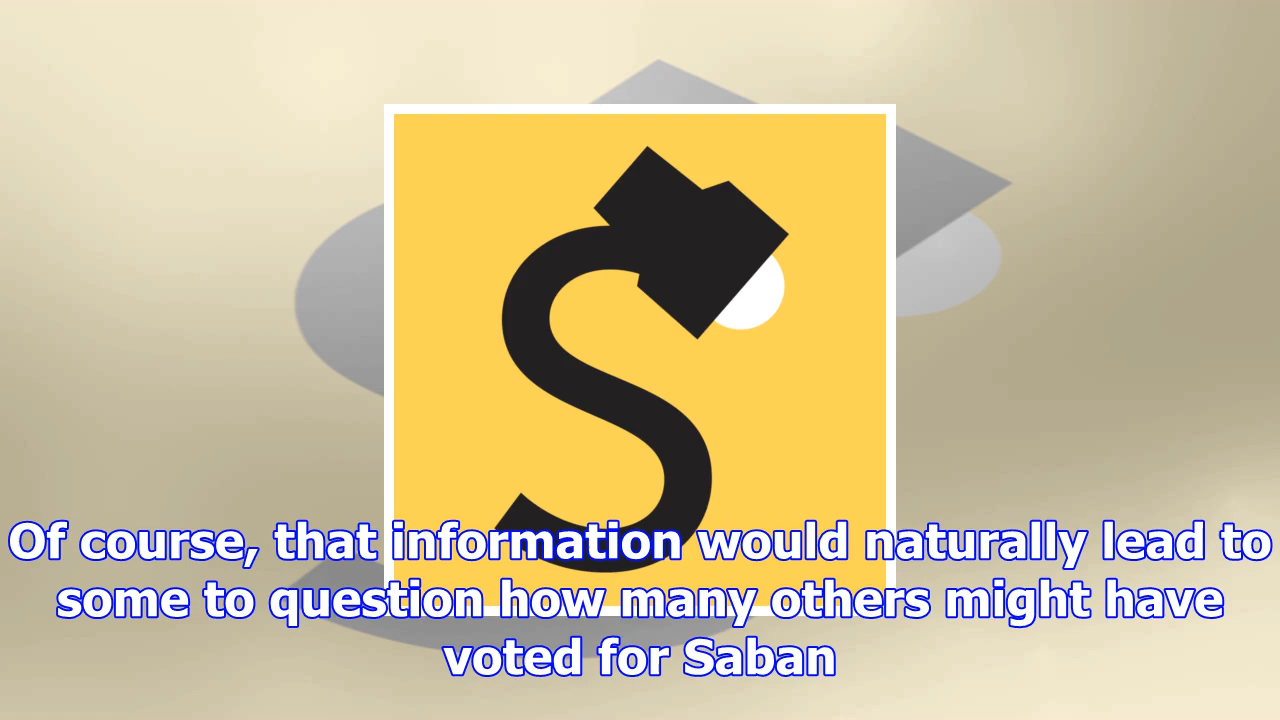 Of course, that information would naturally lead to
some to question how many others might have
voted for Saban